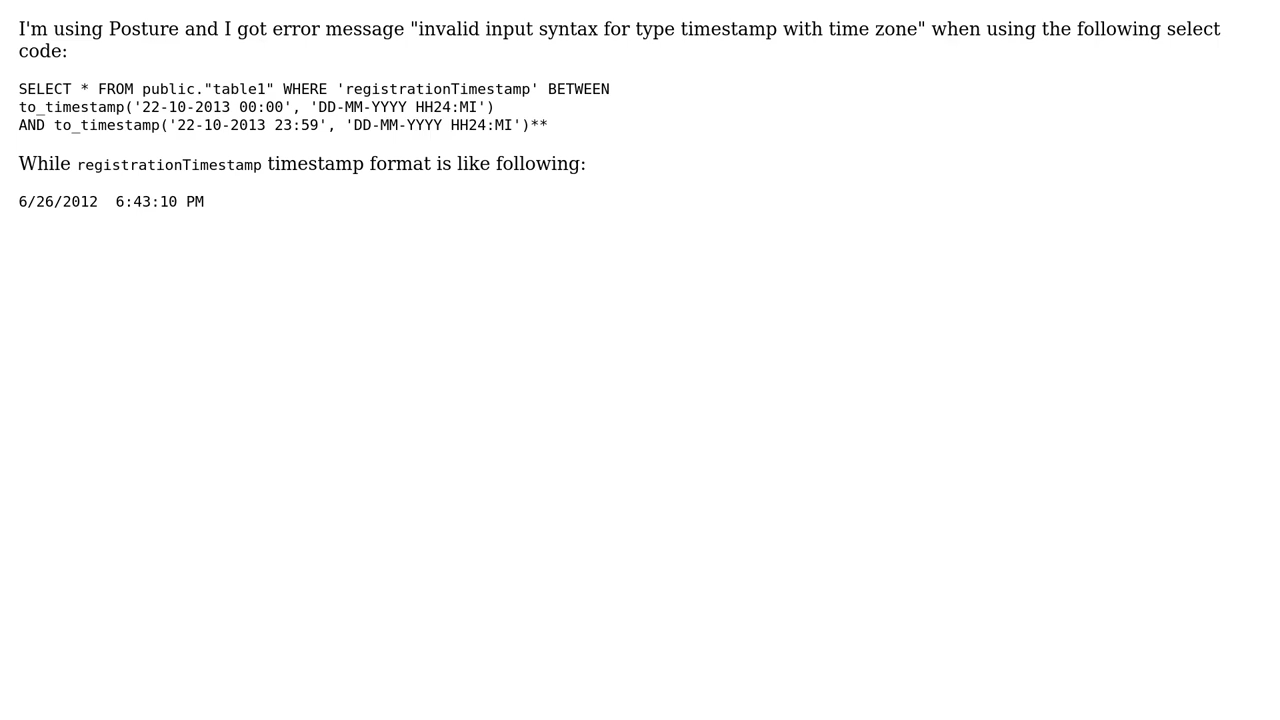 I'm using Posture and I got error message "invalid input syntax for type timestamp with time zone" when using the following select
code:
SELECT * FROM public."table1" WHERE 'registrationTimestamp' BETWEEN
to_timestamp('22-10-2013 00:00', 'DD-MM-YYYY HH24:MI')
AND to_timestamp('22-10-2013 23:59', 'DD-MM-YYYY HH24:MI')**
While registrationTimestamp timestamp format is like following:
6/26/2012  6:43:10 PM